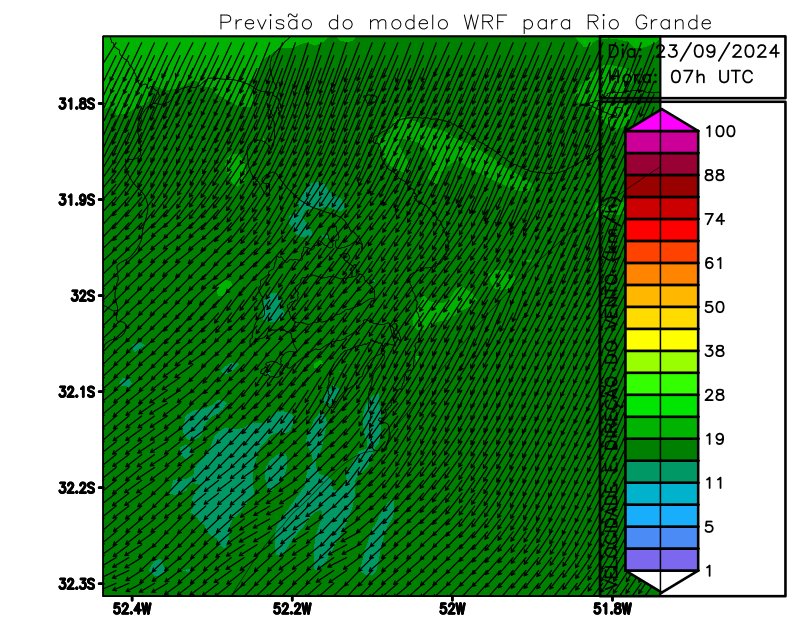 Previsão do modelo WRF para Rio Grande
Dia: 23/09/2024
Hora: 07h UTC
31.8S
31.9S
32S
32.1S
32.2S
32.3S
52.4W
52.2W
52W
51.8W
VELOCIDADE E DIREÇÃO DO VENTO (km/h)
100
88
74
61
50
38
28
19
11
5
1